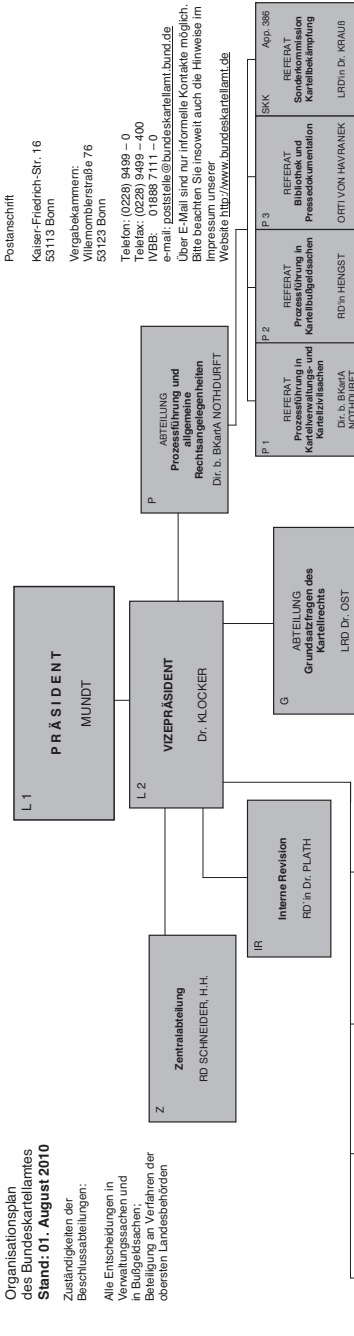 Organisationsplan
des Bundeskartellamtes
Stand: 01. August 2010
Zuständigkeiten der
Beschlussabteilungen:
Alle Entscheidungen in
Verwaltungssachen und
in Bußgeldsachen;
Beteiligung an Verfahren der
obersten Landesbehörden
L 1
PRÄSIDENT
MUNDT
Postanschrift
Kaiser-Friedrich-Str. 16
53113 Bonn
Vergabekammern:
Villemomblerstraße 76
53123 Bonn
Telefon: (0228) 9499 – 0
Telefax: (0228) 9499 – 400
IVBB: 01888 7111 – 0
e-mail: poststelle@bundeskartellamt.bund.de
Über E-Mail sind nur informelle Kontakte möglich.
Bitte beachten Sie insoweit auch die Hinweise im
Impressum unserer
Website http://www.bundeskartellamt.de
L 2
VIZEPRÄSIDENT
Dr. KLOCKER
Z
Zentralabteilung
RD SCHNEIDER, H.H.
P
ABTEILUNG
Prozessführung und
allgemeine
Rechtsangelegenheiten
Dir. b. BKartA NOTHDURFT
IR
Interne Revision
RD`in Dr. PLATH
G
ABTEILUNG
Grundsatzfragen des
Kartellrechts
LRD Dr. OST
P 1
REFERAT
Prozessführung in
Kartellverwaltungs- und
Kartellzivilsachen
Dir. b. BKartA
NOTHDURFT
P 2
REFERAT
Prozessführung in
Kartellbußgeldsachen
RD'in HENGST
P 3
REFERAT
Bibliothek und
Pressedokumentation
ORTI VON HAVRANEK
SKK App. 386
REFERAT
Sonderkommission
Kartellbekämpfung
LRD'in Dr. KRAUß